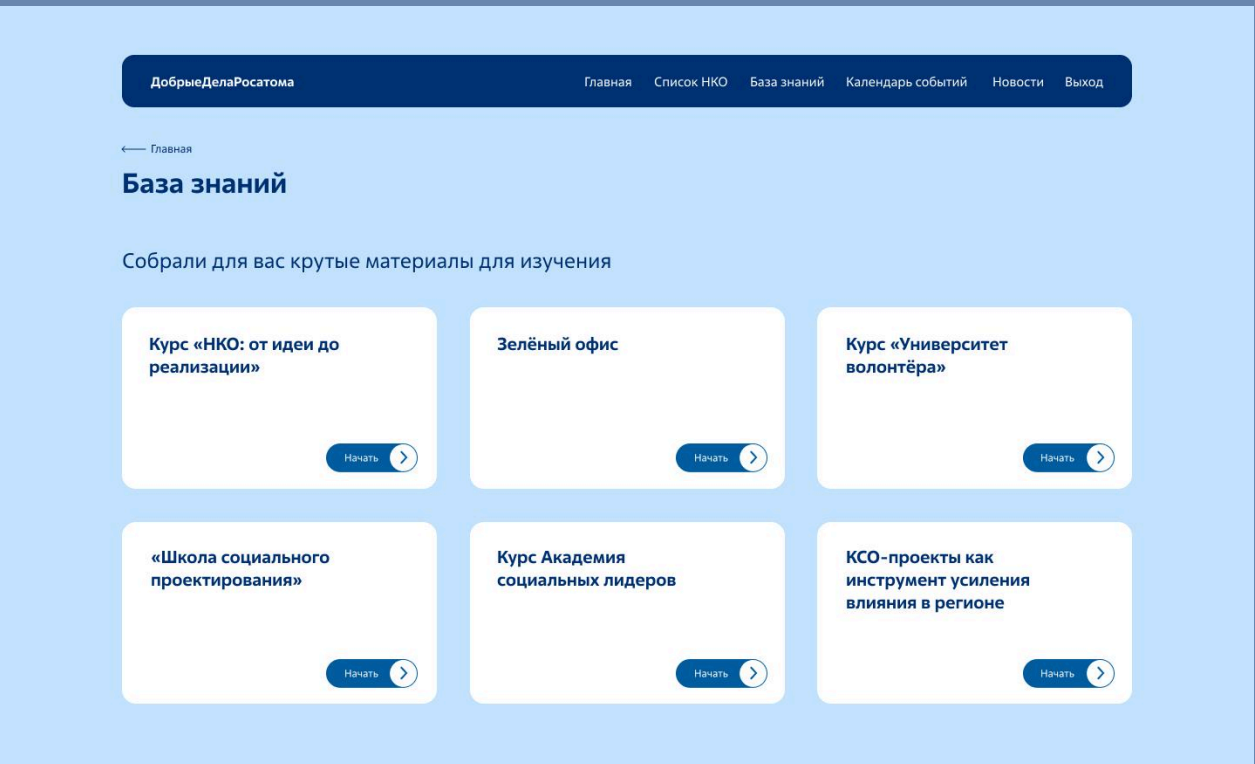 ДобрыеДелаРосатома
Главная Список НКО База знаний Календарь событий Новости Выход
Главная
База знаний
Собрали для вас крутые материалы для изучения
Курс «НКО: от идеи до
реализации»
Начать
Зелёный офис
Начать
Курс «Университет
волонтёра»
Начать
«Школа социального
проектирования»
Начать
Курс Академия
социальных лидеров
Начать
КСО-проекты как
инструмент усиления
влияния в регионе
Начать